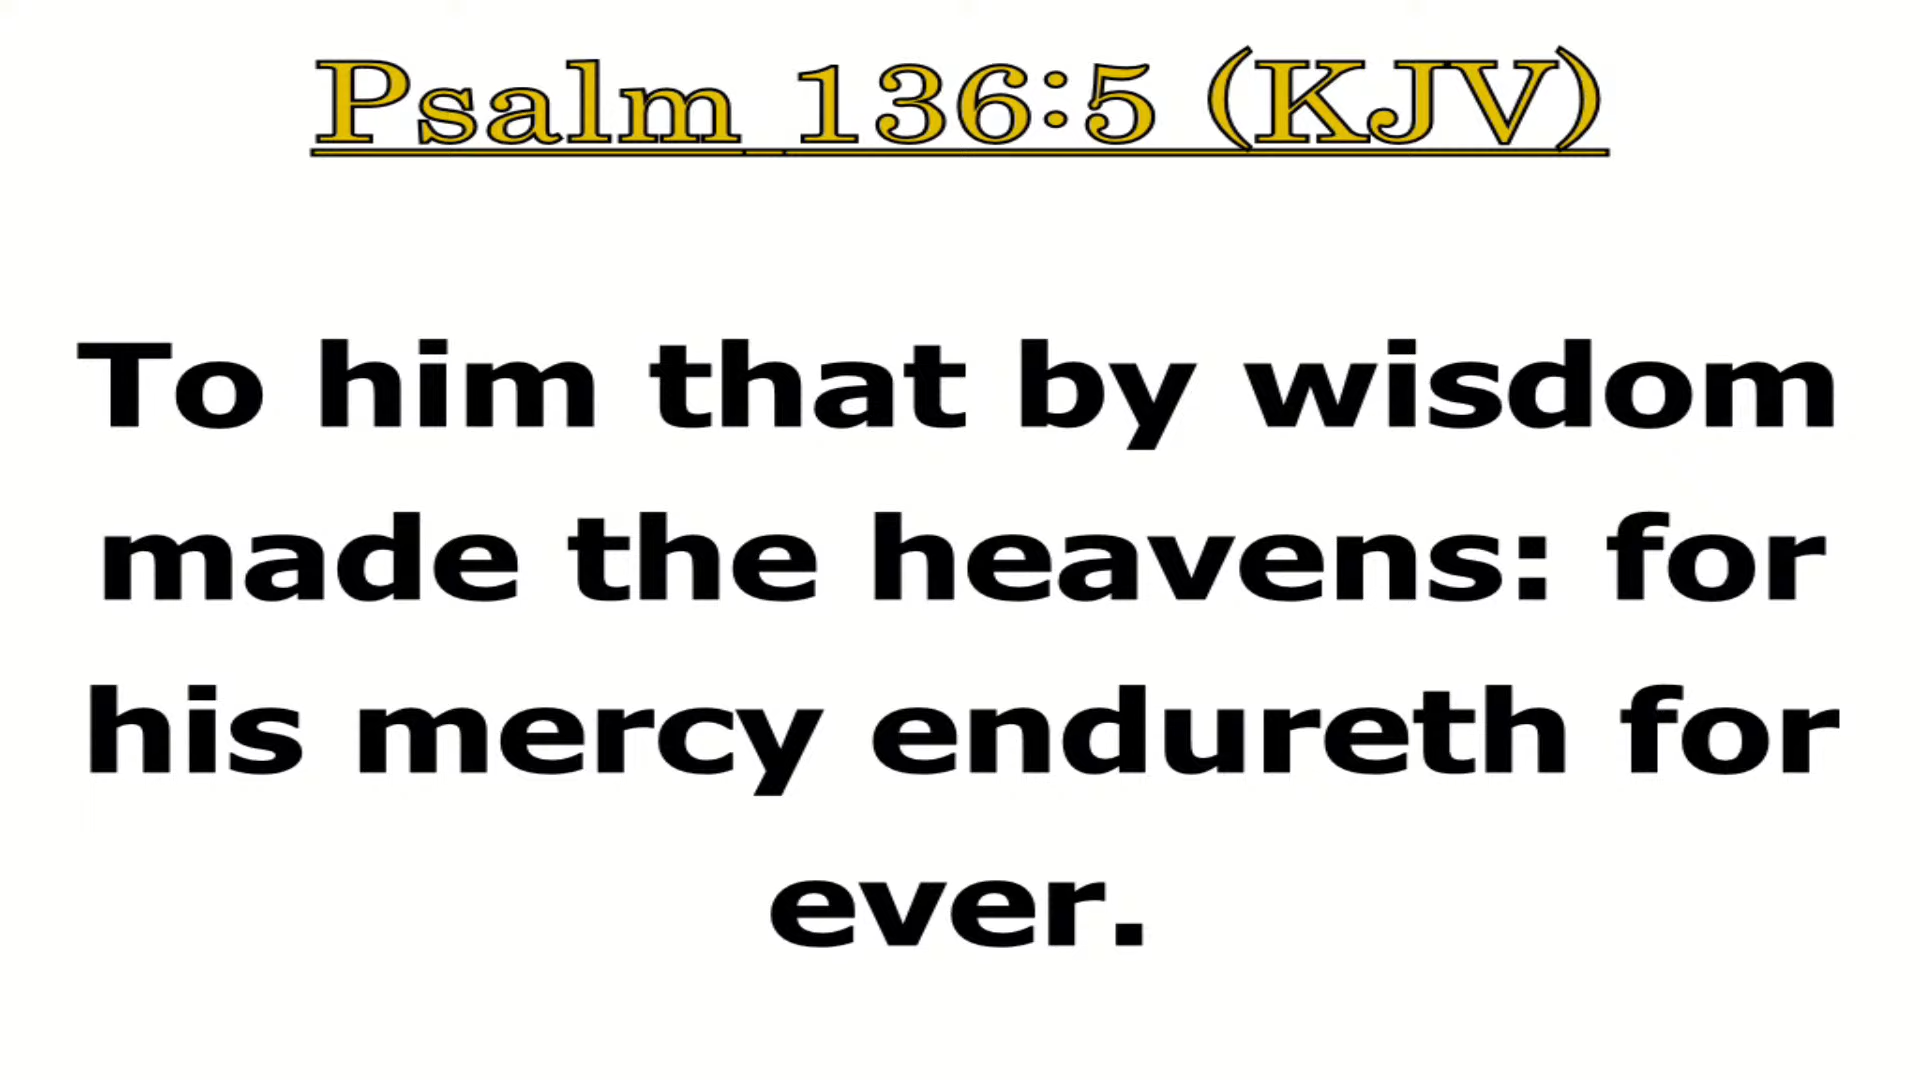 Psalm 136:5 (KJV)
To him that by wisdom
made the heavens: for
his mercy endureth for
ever.